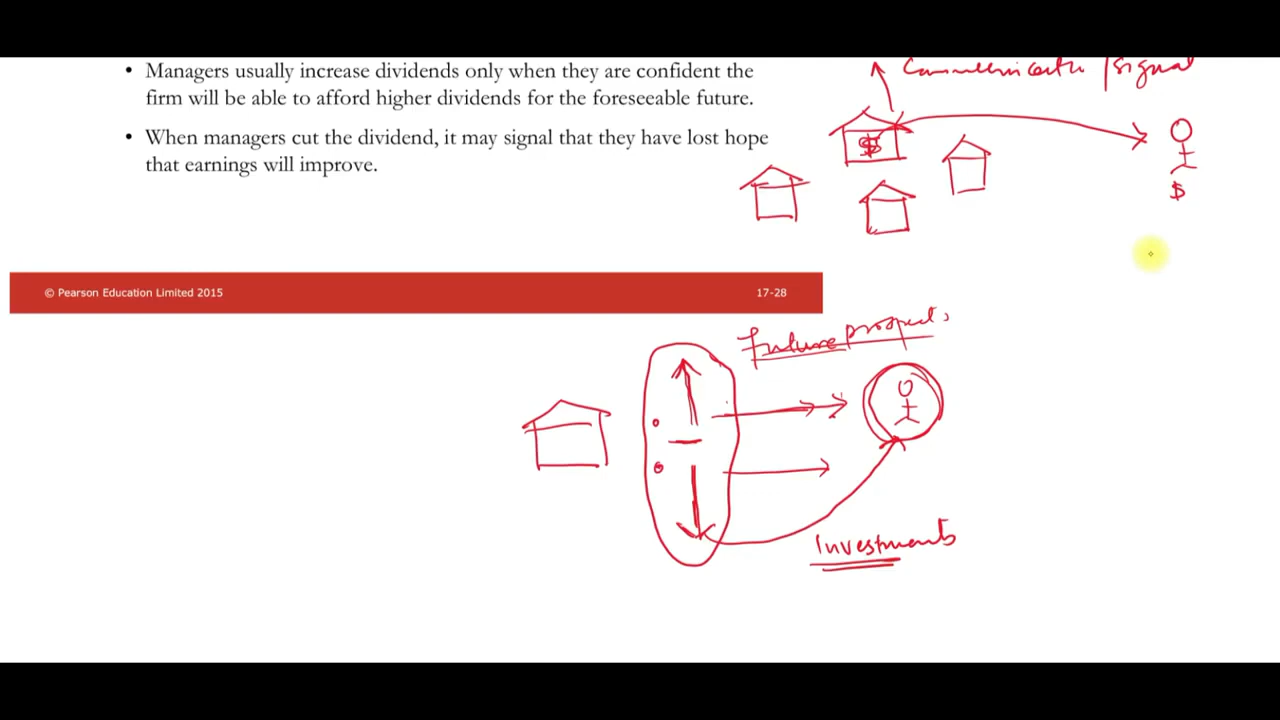 • Managers usually increase dividends only when they are confident the
firm will be able to afford higher dividends for the foreseeable future.
• When managers cut the dividend, it may signal that they have lost hope
that earnings will improve.
/signal
$
$
© Pearson Education Limited 2015 17-28
future prospects
Investments